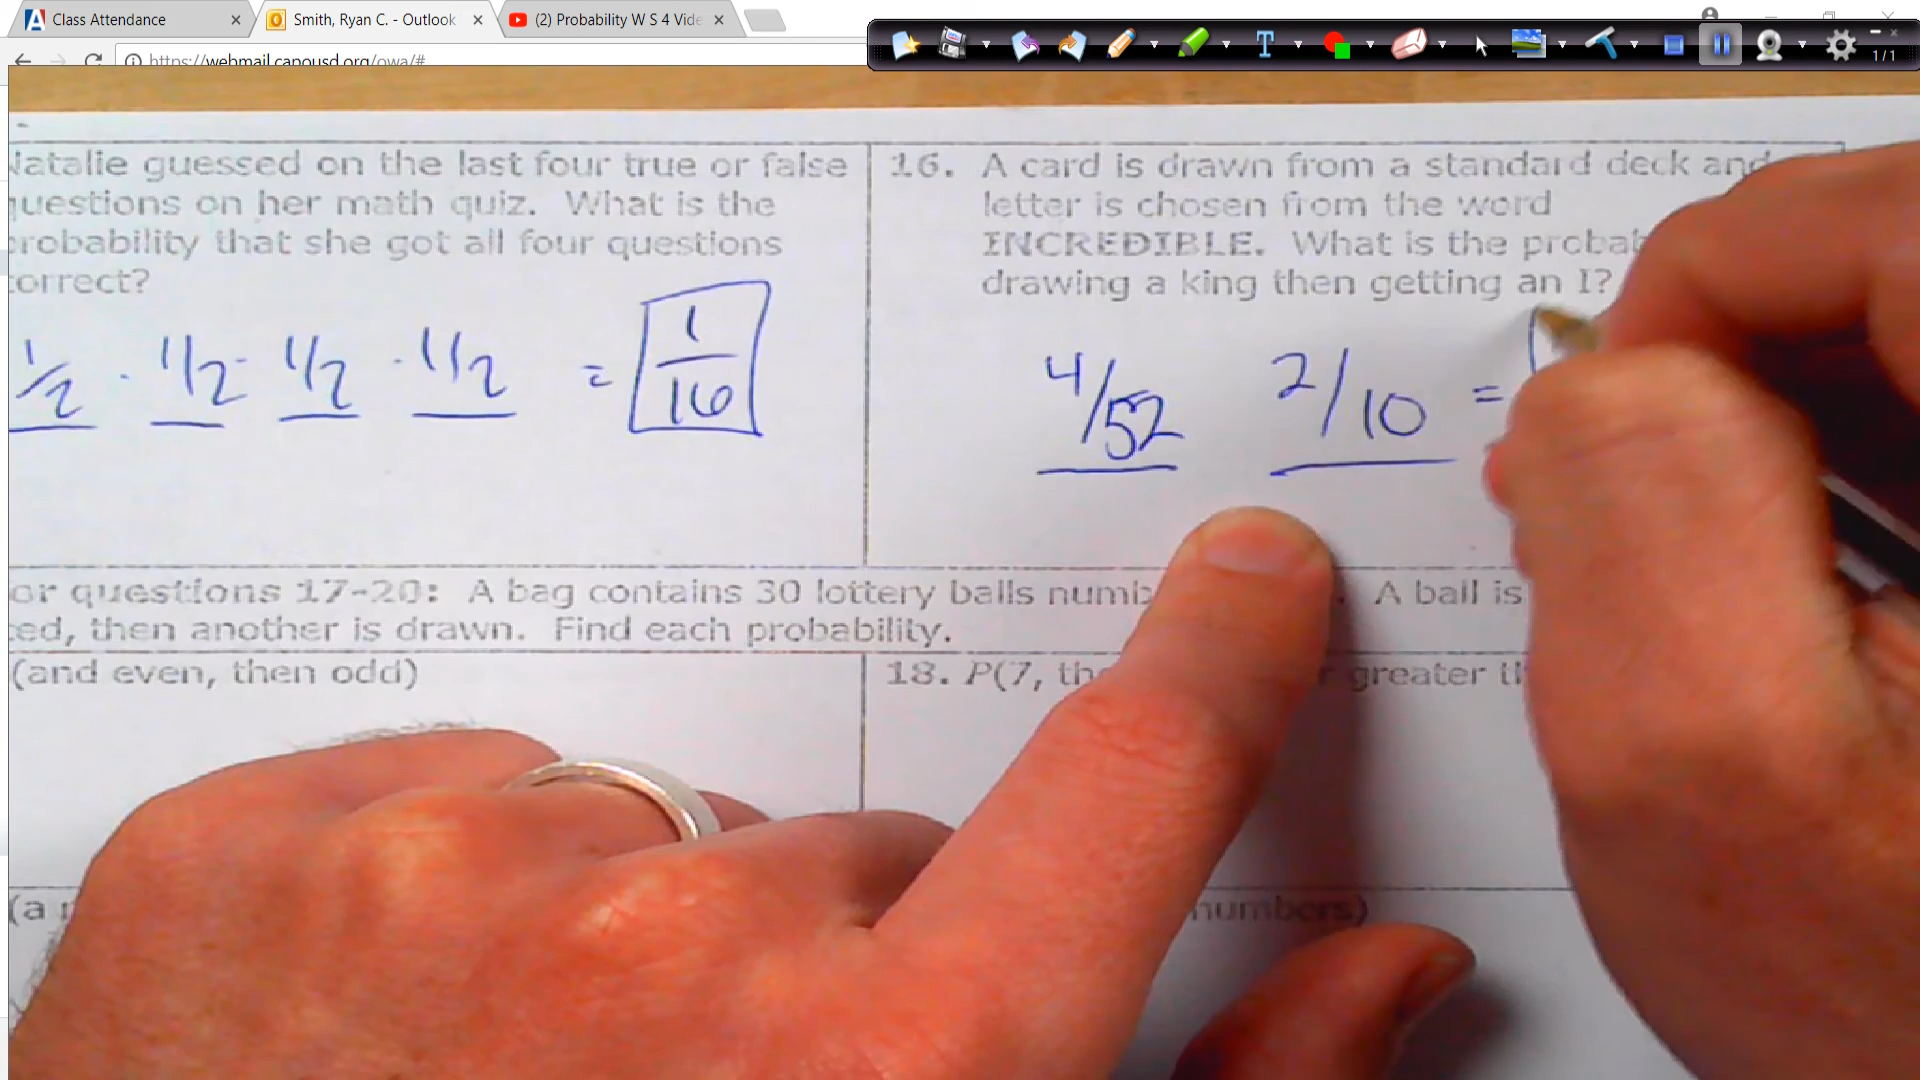 Class Attendance
Smith, Ryan C. - Outlook
(2) Probability W S 4 Vide
https://webmail.capousd.org/owa/#
1/1
Natalie guessed on the last four true or false
questions on her math quiz. What is the
probability that she got all four questions
correct?
1/2 · 1/2 · 1/2 · 1/2 = 1/16
16. A card is drawn from a standard deck and
letter is chosen from the word
INCREDIBLE. What is the probab
drawing a king then getting an I?
4/52 2/10 =
or questions 17-20: A bag contains 30 lottery balls numb A ball is
ed, then another is drawn. Find each probability.
(and even, then odd)
18. P(7, the r greater th
(a
numbers)